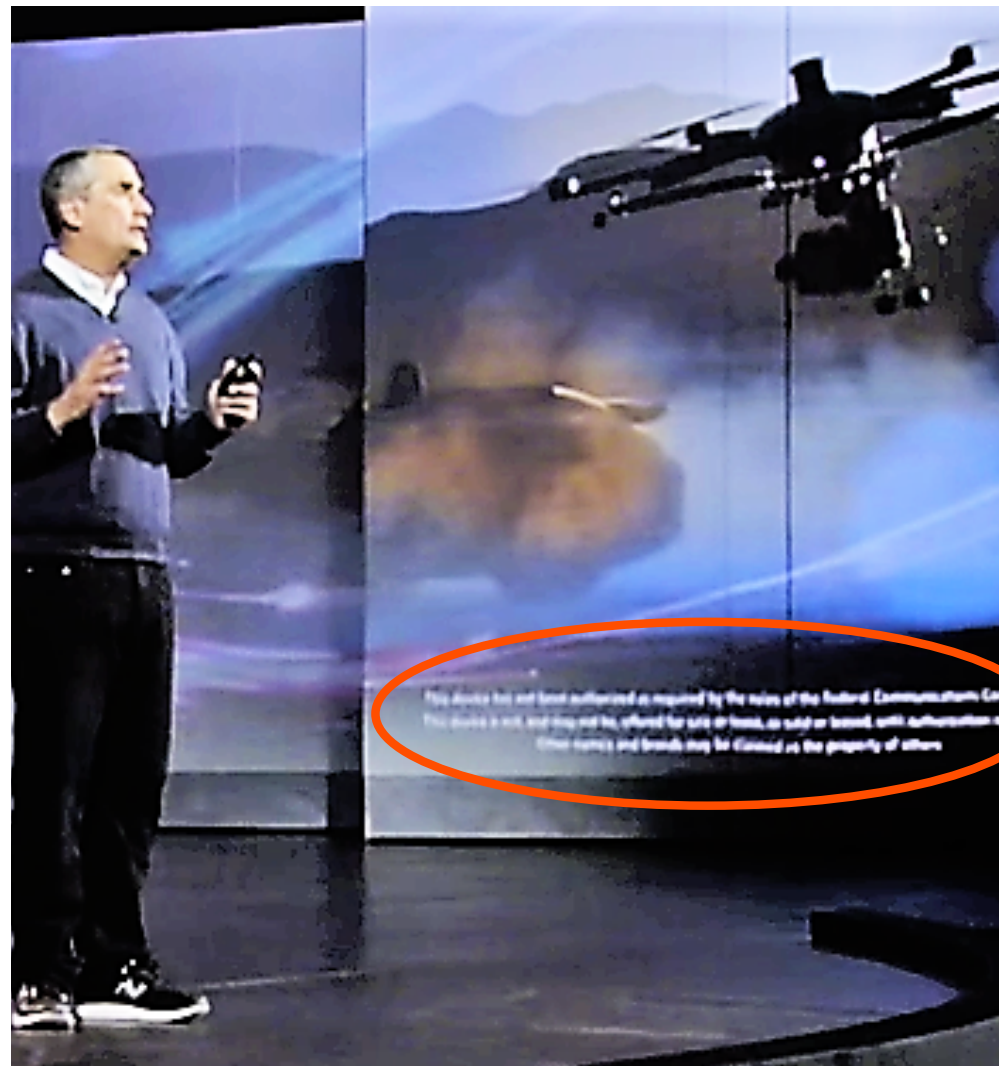 This device has not been authorized as required by the rules of the Federal Communications
This device is not, and may not be, offered for sale or lease, or sold or leased, until authorization
Other names and brands may be claimed as the property of others